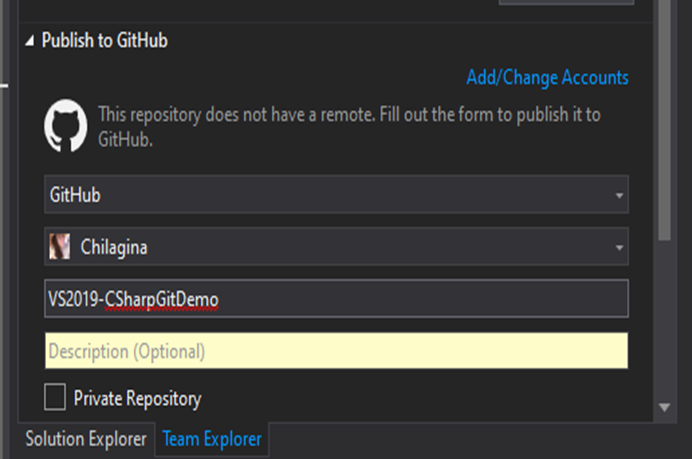 Publish to GitHub
Add/Change Accounts
This repository does not have a remote. Fill out the form to publish it to
GitHub.
GitHub
Chilagina
VS2019-CSharpGitDemo
Description (Optional)
Private Repository
Solution Explorer Team Explorer